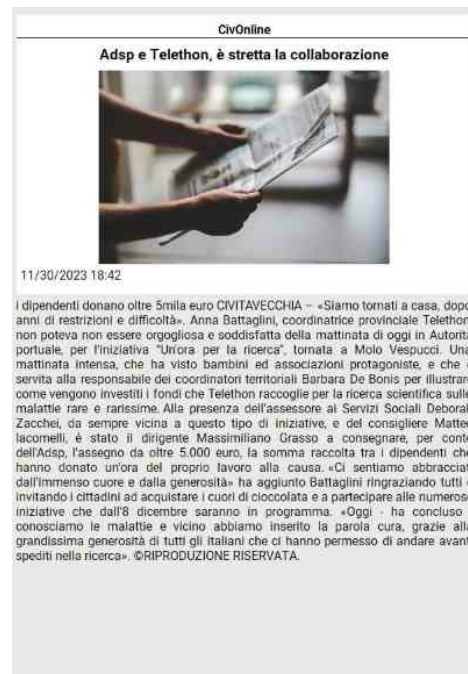 CivOnline
Adsp e Telethon, è stretta la collaborazione
11/30/2023 18:42
i dipendenti donano oltre 5mila euro CIVITAVECCHIA – «Siamo tornati a casa, dopo
anni di restrizioni e difficoltà». Anna Battaglini, coordinatrice provinciale Telethon
non poteva non essere orgogliosa e soddisfatta della mattinata di oggi in Autorità
portuale, per l'iniziativa "Un'ora per la ricerca", tornata a Molo Vespucci. Una
mattinata intensa, che ha visto bambini ed associazioni protagoniste, e che
servita alla responsabile dei coordinatori territoriali Barbara De Bonis per illustrare
come vengono investiti i fondi che Telethon raccoglie per la ricerca scientifica sulle
malattie rare e rarissime. Alla presenza dell'assessore ai Servizi Sociali Deborah
Zacchei, da sempre vicina a questo tipo di iniziative, e del consigliere Matteo
Iacomelli, è stato il dirigente Massimiliano Grasso a consegnare, per conto
dell'Adsp, l'assegno da oltre 5.000 euro, la somma raccolta tra i dipendenti che
hanno donato un'ora del proprio lavoro alla causa. «Ci sentiamo abbracciati
dall'immenso cuore e dalla generosità» ha aggiunto Battaglini ringraziando tutti
invitando i cittadini ad acquistare i cuori di cioccolata e a partecipare alle numerose
iniziative che dall'8 dicembre saranno in programma. «Oggi - ha concluso
conosciamo le malattie e vicino abbiamo inserito la parola cura, grazie alla
grandissima generosità di tutti gli italiani che ci hanno permesso di andare avanti
spediti nella ricerca». ©RIPRODUZIONE RISERVATA.